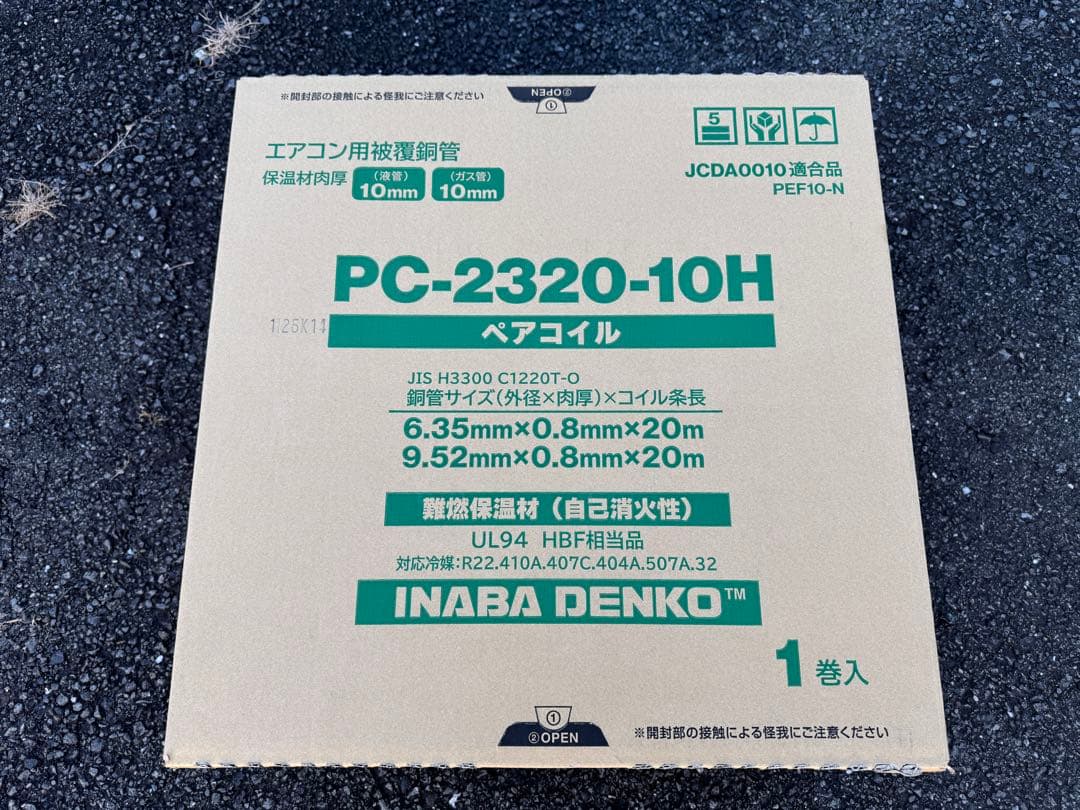 ※開封部の接触による怪我にご注意ください
②OPEN
①
5
エアコン用被覆銅管
保温材肉厚 (液管) 10mm (ガス管) 10mm
JCDA0010適合品
PEF10-N
PC-2320-10H
ペアコイル
JIS H3300 C1220T-O
銅管サイズ(外径×肉厚)×コイル条長
6.35mm×0.8mm×20m
9.52mm×0.8mm×20m
難燃保温材(自己消火性)
UL94 HBF相当品
対応冷媒:R22.410A.407C.404A.507A.32
INABA DENKO™
1巻入
①
②OPEN
※開封部の接触による怪我にご注意ください